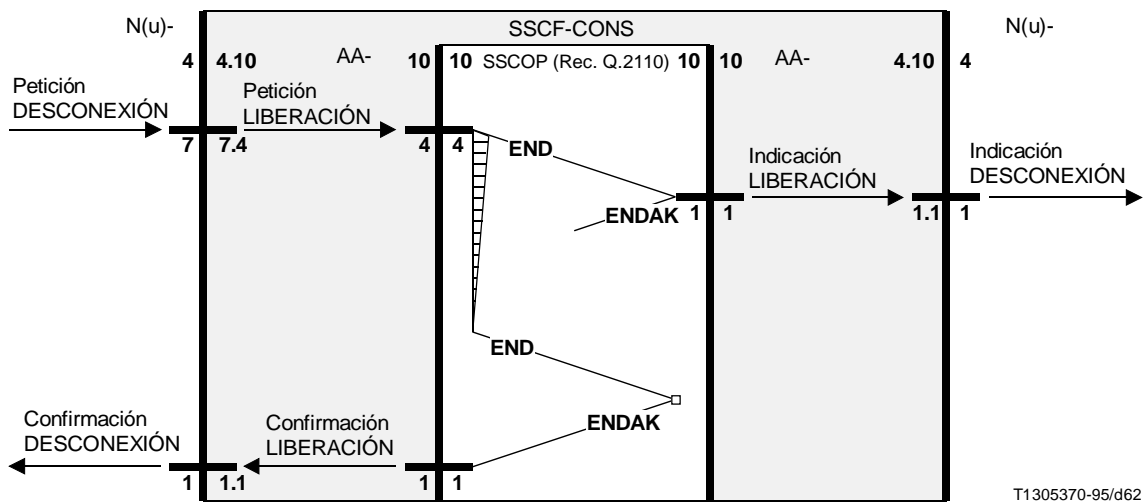 N(u)-
SSCF-CONS
N(u)-
4 4.10 AA- 10 10 SSCOP (Rec. Q.2110) 10 10 AA- 4.10 4
Petición
DESCONEXIÓN
Petición
LIBERACIÓN
7 7.4 4 4
END
Indicación
LIBERACIÓN
Indicación
DESCONEXIÓN
ENDAK
1 1 1.1 1
END
Confirmación
DESCONEXIÓN
Confirmación
LIBERACIÓN
ENDAK
1 1.1 1 1
T1305370-95/d62